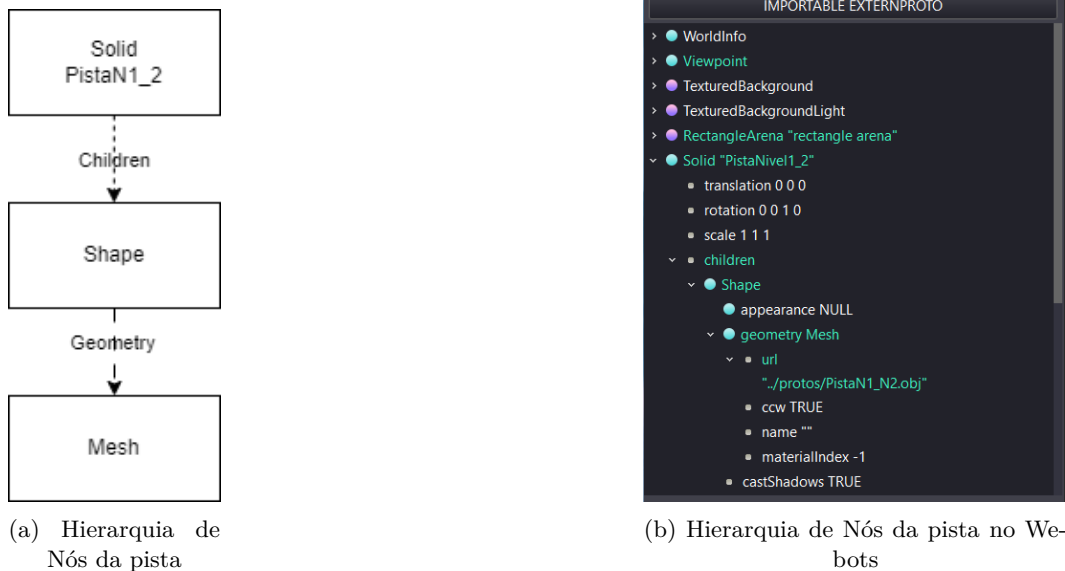 Solid
PistaN1_2
Children
Shape
Geometry
Mesh
(a) Hierarquia de
Nós da pista
IMPORTABLE EXTERNPROTO
WorldInfo
Viewpoint
TexturedBackground
TexturedBackgroundLight
RectangleArena "rectangle arena"
Solid "PistaNivel1_2"
translation 0 0 0
rotation 0 0 1 0
scale 1 1 1
children
Shape
appearance NULL
geometry Mesh
url
"../protos/PistaN1_N2.obj"
ccw TRUE
name ""
materialIndex -1
castShadows TRUE
(b) Hierarquia de Nós da pista no We-
bots